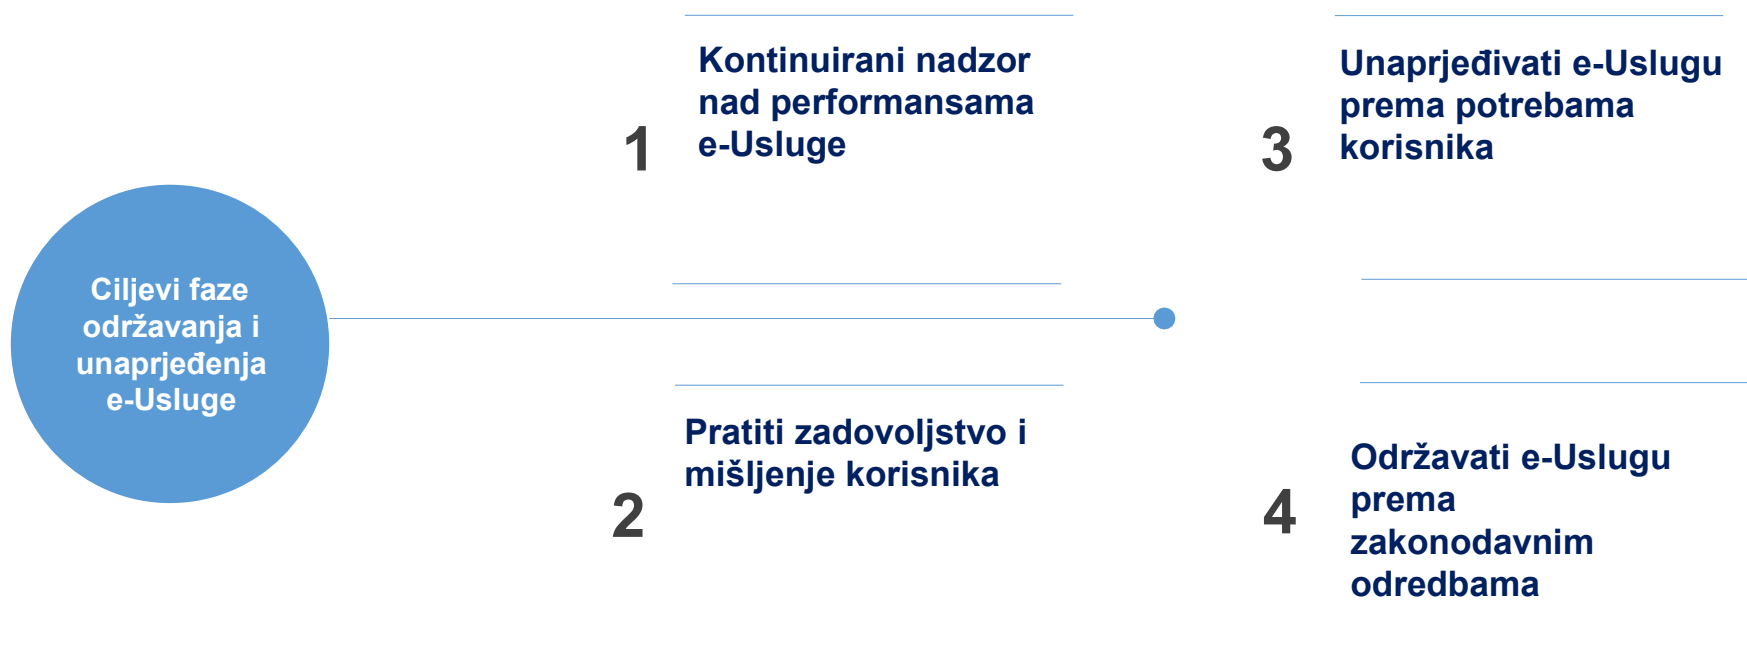 Ciljevi faze
održavanja i
unaprjeđenja
e-Usluge
1
Kontinuirani nadzor
nad performansama
e-Usluge
2
Pratiti zadovoljstvo i
mišljenje korisnika
3
Unaprjeđivati e-Uslugu
prema potrebama
korisnika
4
Održavati e-Uslugu
prema
zakonodavnim
odredbama